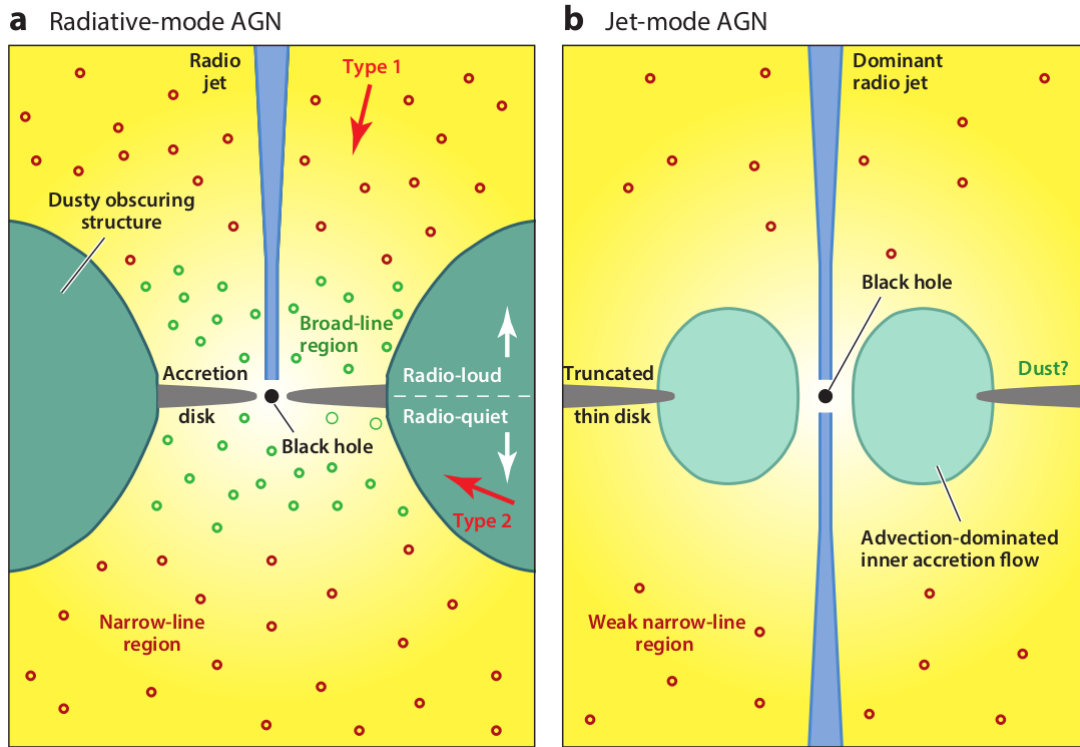 a Radiative-mode AGN
Radio
jet
Type 1
Dusty obscuring
structure
Broad-line
region
Accretion
disk
Radio-loud
Radio-quiet
Black hole
Type 2
Narrow-line
region
b Jet-mode AGN
Dominant
radio jet
Black hole
Truncated
thin disk
Dust?
Advection-dominated
inner accretion flow
Weak narrow-line
region